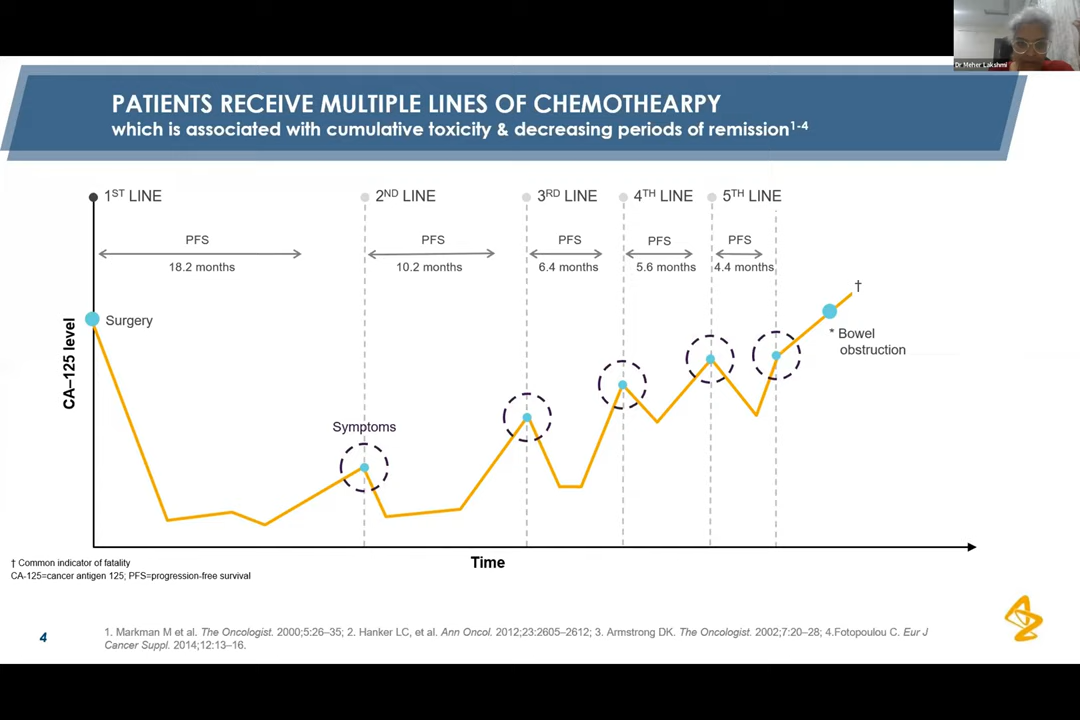 Dr Meher Lakshmi
PATIENTS RECEIVE MULTIPLE LINES OF CHEMOTHEARPY
which is associated with cumulative toxicity & decreasing periods of remission1-4
1ST LINE
2ND LINE
3RD LINE
4TH LINE
5TH LINE
PFS
PFS
PFS
PFS
PFS
18.2 months
10.2 months
6.4 months
5.6 months
4.4 months
†
Surgery
* Bowel
obstruction
CA–125 level
Symptoms
Time
† Common indicator of fatality
CA-125=cancer antigen 125; PFS=progression-free survival
4
1. Markman M et al. The Oncologist. 2000;5:26–35; 2. Hanker LC, et al. Ann Oncol. 2012;23:2605–2612; 3. Armstrong DK. The Oncologist. 2002;7:20–28; 4.Fotopoulou C. Eur J
Cancer Suppl. 2014;12:13–16.